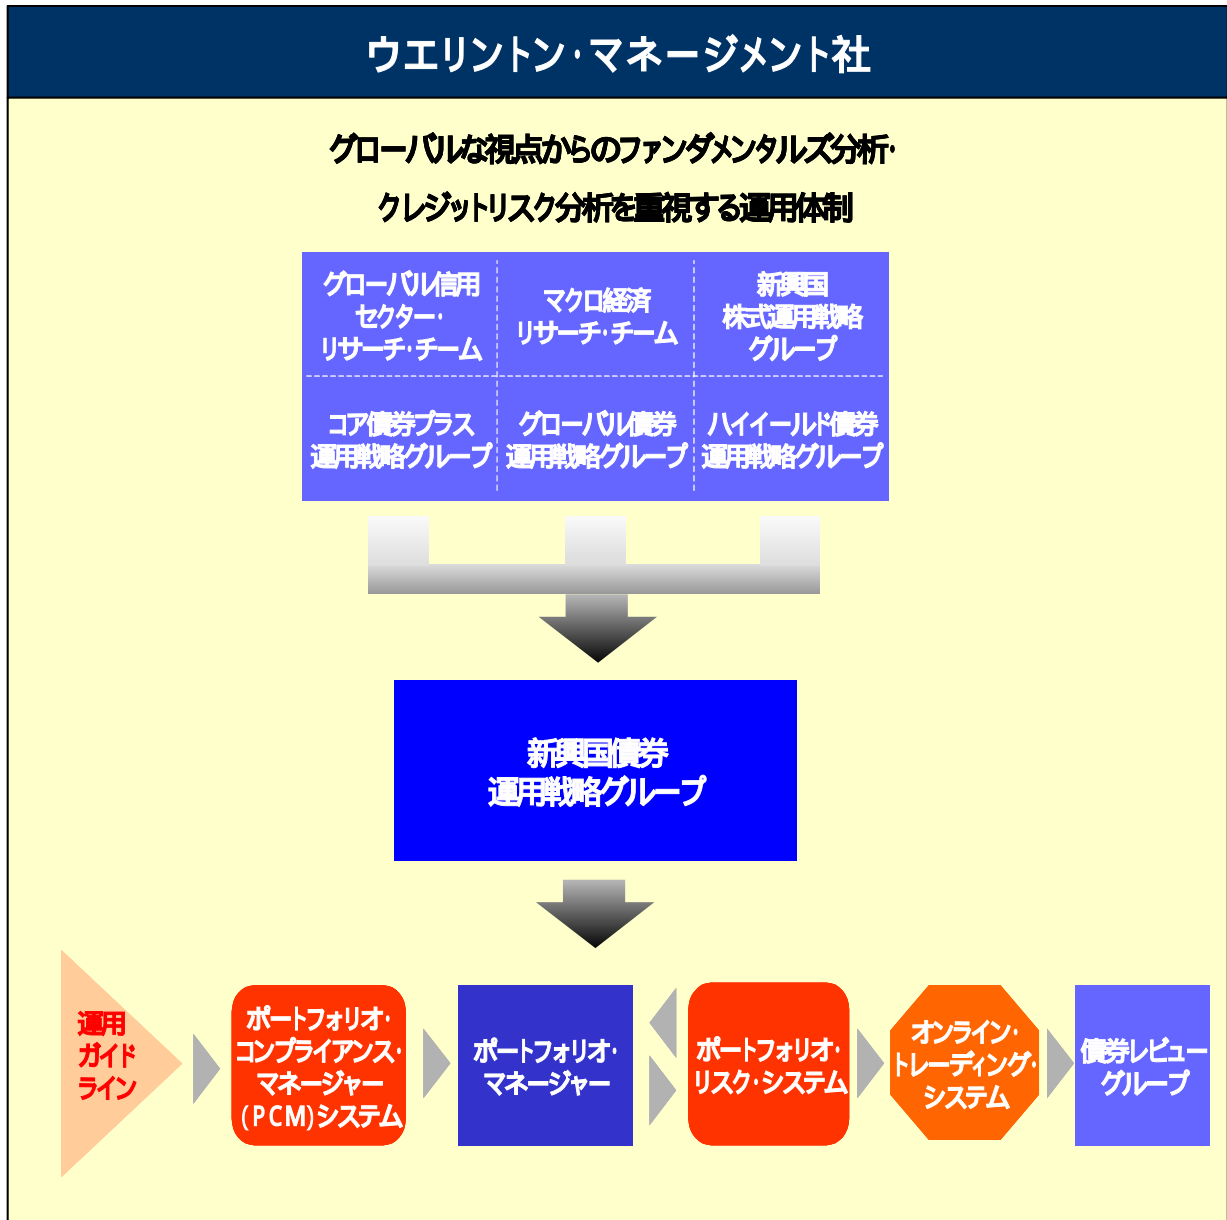 ウエリントン・マネージメント社
グローバルな視点からのファンダメンタルズ分析・
クレジットリスク分析を重視する運用体制
グローバル信用
セクター・
リサーチ・チーム
マクロ経済
リサーチ・チーム
新興国
株式運用戦略
グループ
コア債券プラス
運用戦略グループ
グローバル債券
運用戦略グループ
ハイイールド債券
運用戦略グループ
新興国債券
運用戦略グループ
運用
ガイド
ライン
ポートフォリオ・
コンプライアンス・
マネージャー
(PCM)システム
ポートフォリオ・
マネージャー
ポートフォリオ・
リスク・システム
オンライン・
トレーディング・
システム
債券レビュー
グループ